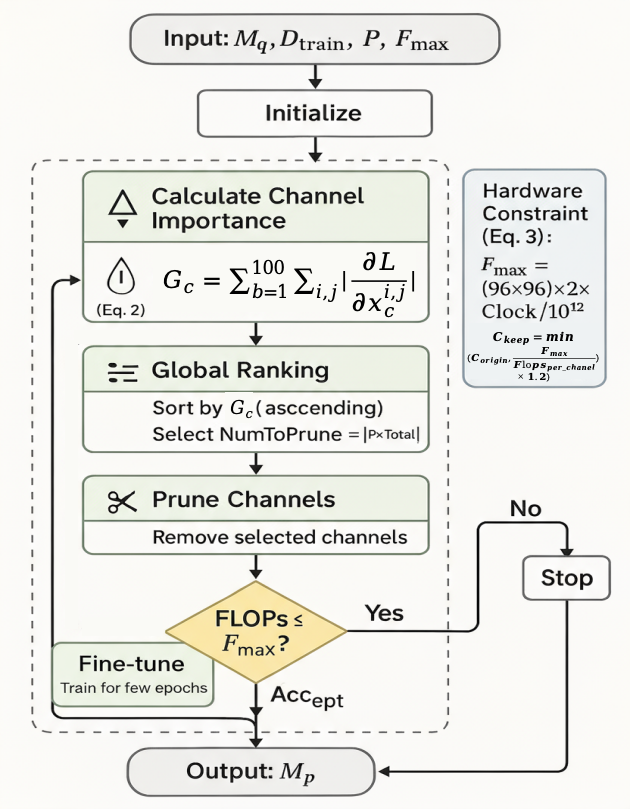 Input: M_q, D_train, P, F_max
Initialize
Calculate Channel
Importance
(Eq. 2)
G_c = ∑_{b=1}^{100} ∑_{i,j} | ∂L / ∂x_c^{i,j} |
Global Ranking
Sort by G_c (asccending)
Select NumToPrune = |P×Total|
Prune Channels
Remove selected channels
FLOPs ≤
F_max?
Yes
No
Stop
Accept
Fine-tune
Train for few epochs
Output: M_p
Hardware
Constraint
(Eq. 3):
F_max =
(96×96)×2×
Clock/10^12
C_keep = min
(C_origin, F_max / Flops_per_chanel)
× 1.2)